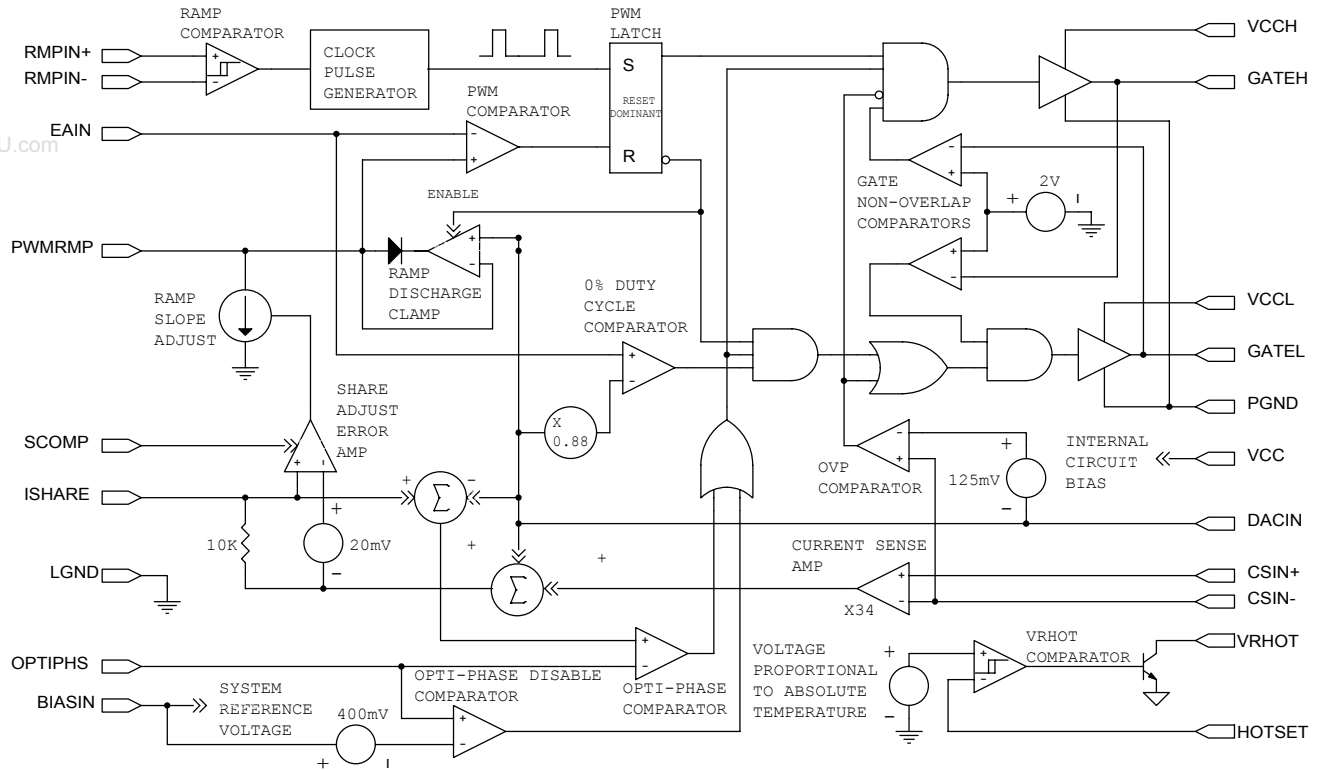 RAMP
COMPARATOR
PWM
LATCH
VCCH
RMPIN+
RMPIN-
+
-
CLOCK
PULSE
GENERATOR
S
RESET
DOMINANT
R
GATEH
PWM
COMPARATOR
EAIN
U.com
-
+
ENABLE
-
+
GATE
NON-OVERLAP
COMPARATORS
2V
+
-
PWMRMP
+
-
RAMP
DISCHARGE
CLAMP
+
-
RAMP
SLOPE
ADJUST
0% DUTY
CYCLE
COMPARATOR
VCCL
GATEL
+
-
SHARE
ADJUST
ERROR
AMP
PGND
X
0.88
SCOMP
+
-
OVP
COMPARATOR
-
+
125mV
+
-
INTERNAL
CIRCUIT
BIAS
VCC
ISHARE
+
Σ
-
DACIN
10K
+
20mV
-
+
+
CURRENT SENSE
AMP
LGND
Σ
X34
+
-
CSIN+
CSIN-
OPTIPHS
+
-
OPTI-PHASE DISABLE
COMPARATOR
OPTI-PHASE
COMPARATOR
VOLTAGE
PROPORTIONAL
TO ABSOLUTE
TEMPERATURE
+
-
+
-
VRHOT
COMPARATOR
VRHOT
BIASIN
SYSTEM
REFERENCE
VOLTAGE
400mV
+
-
+
-
HOTSET